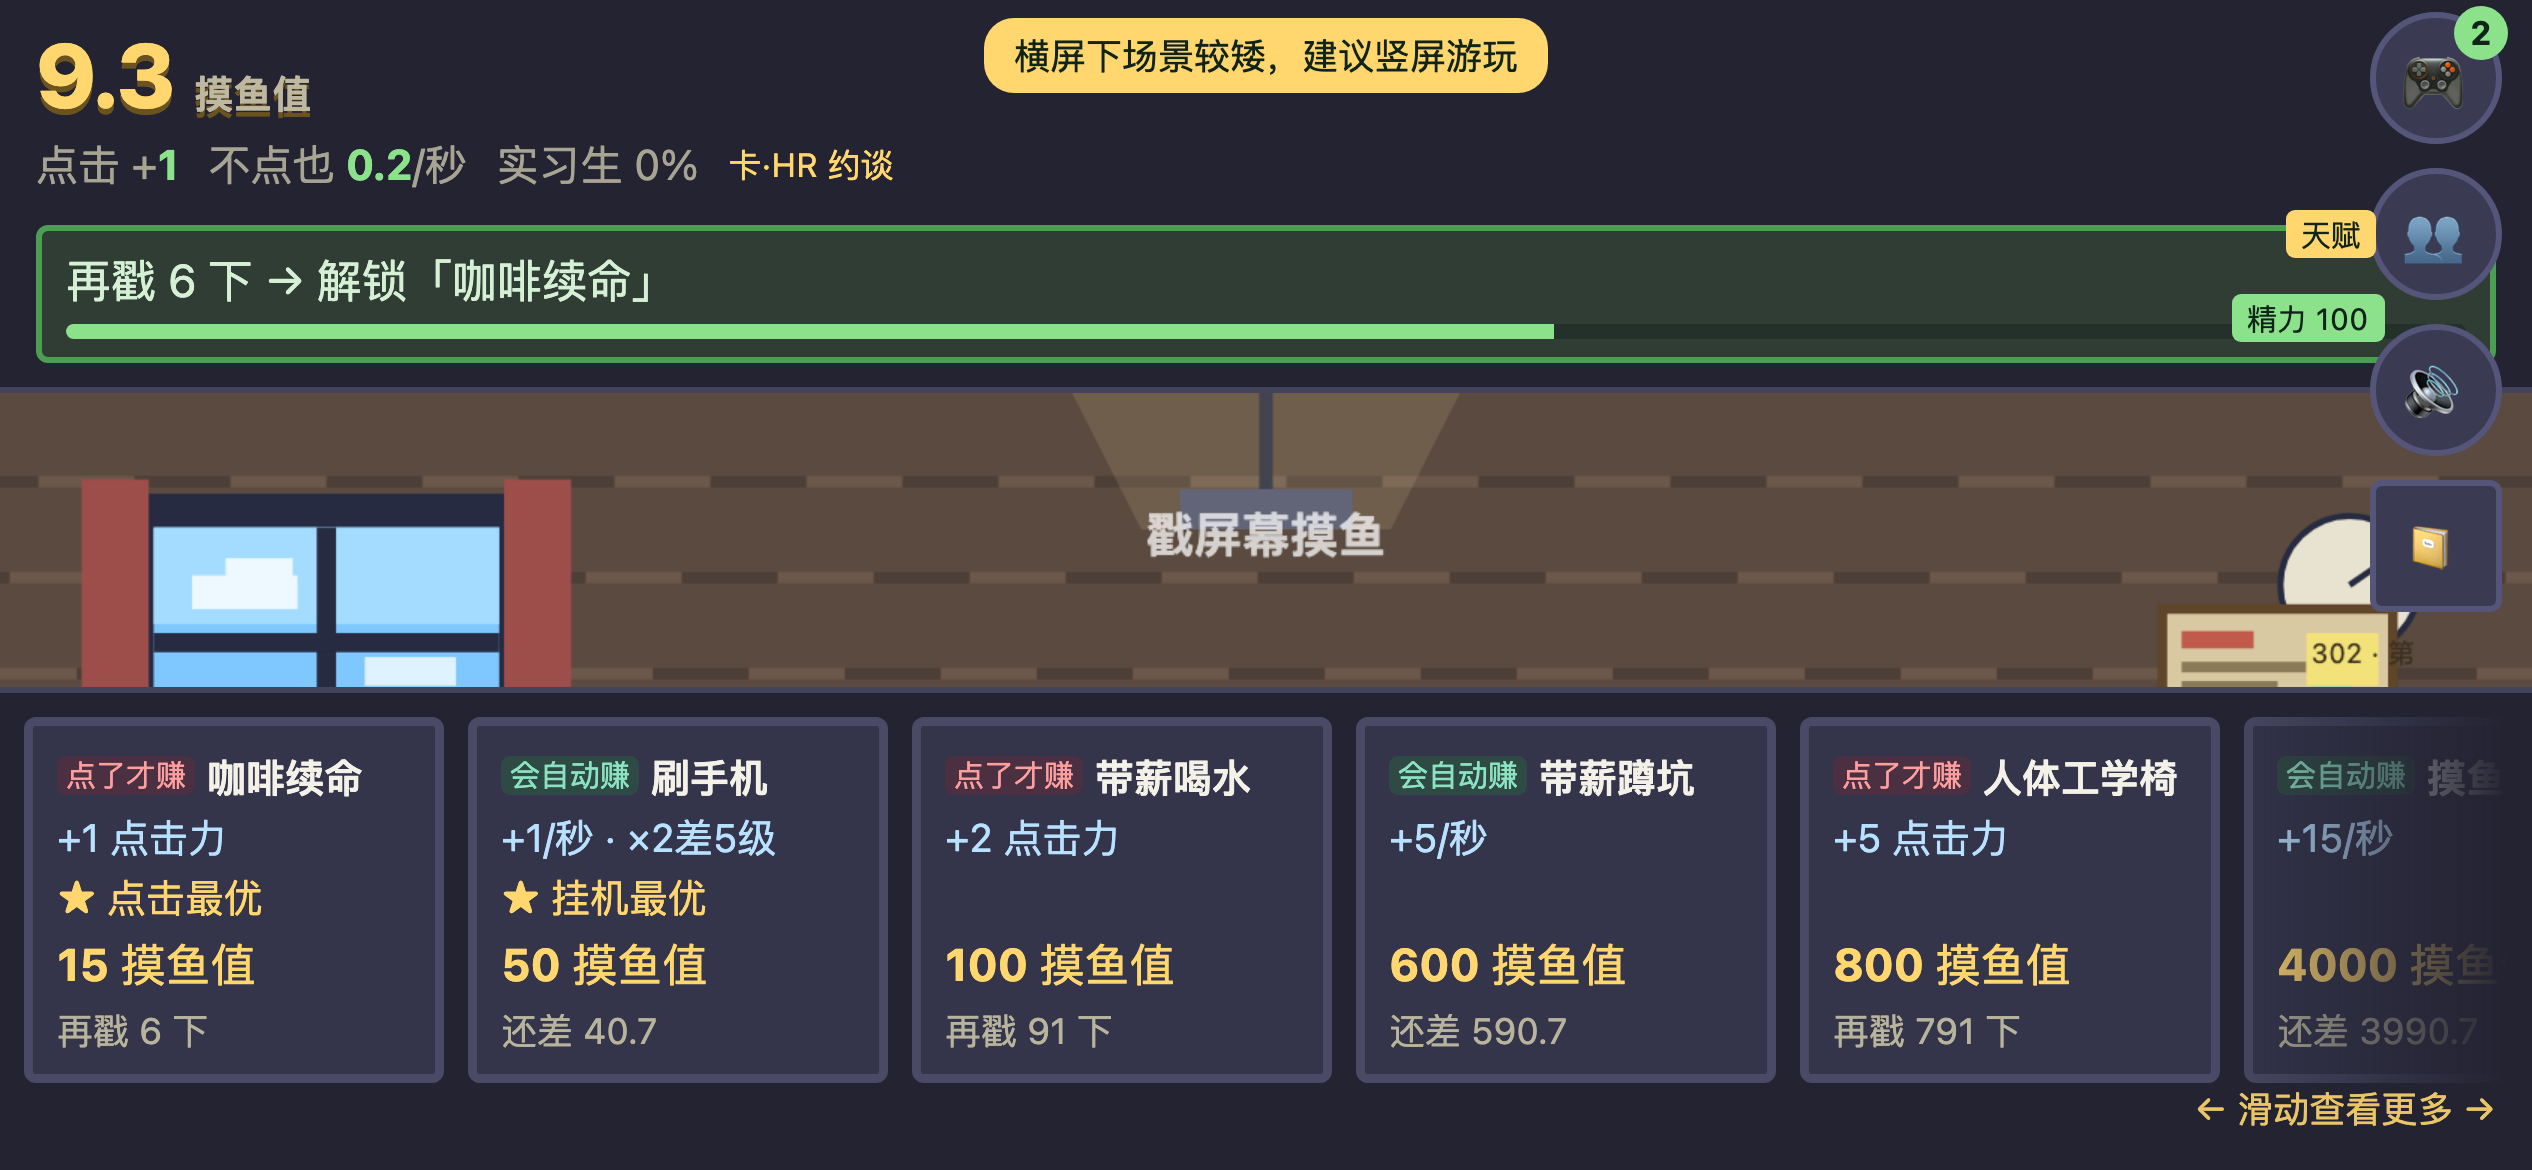 9.3 摸鱼值
横屏下场景较矮，建议竖屏游玩
2
点击 +1 不点也 0.2/秒 实习生 0% 卡·HR 约谈
天赋
再戳 6 下 → 解锁「咖啡续命」
精力 100
戳屏幕摸鱼
302 · 第
点了才赚 咖啡续命
+1 点击力
★ 点击最优
15 摸鱼值
再戳 6 下
会自动赚 刷手机
+1/秒 · ×2差5级
★ 挂机最优
50 摸鱼值
还差 40.7
点了才赚 带薪喝水
+2 点击力
100 摸鱼值
再戳 91 下
会自动赚 带薪蹲坑
+5/秒
600 摸鱼值
还差 590.7
点了才赚 人体工学椅
+5 点击力
800 摸鱼值
再戳 791 下
会自动赚 摸鱼
+15/秒
4000 摸鱼
还差 3990.7
← 滑动查看更多 →